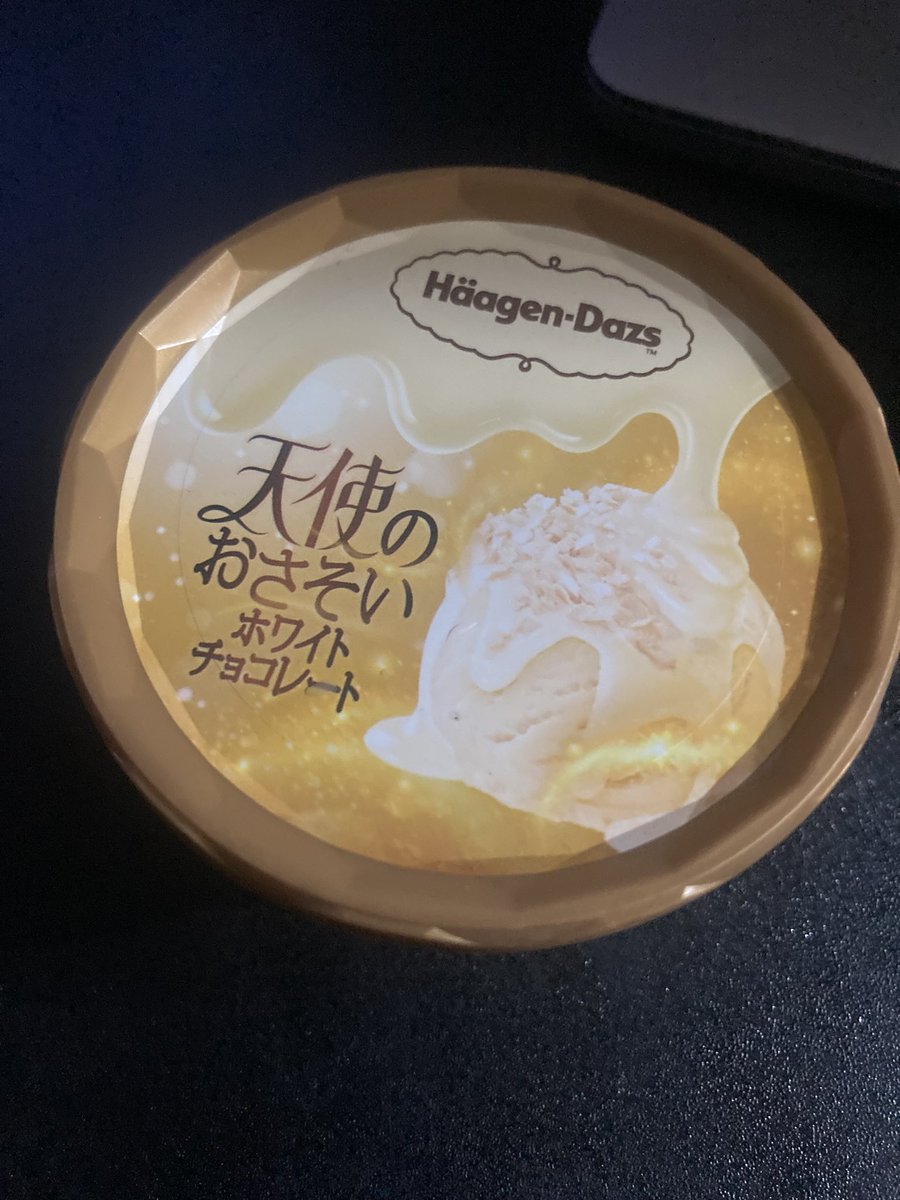 Häagen-Dazs
™
天使の
おさそい
ホワイト
チョコレート